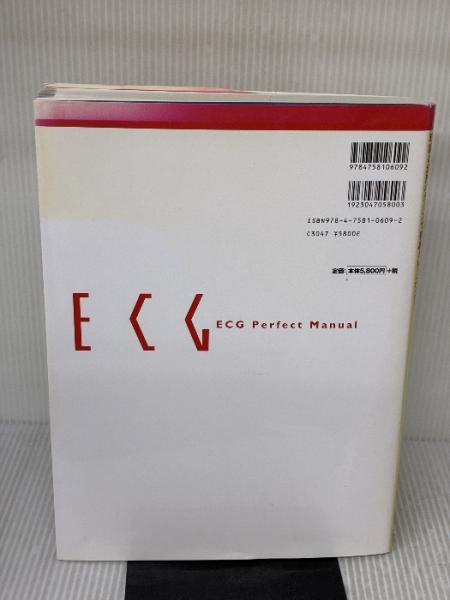 9784758106092
1923047058003
ISBN978-4-7581-0609-2
C3047 ¥5800E
定価：本体5,800円 +税
ECG
ECG Perfect Manual